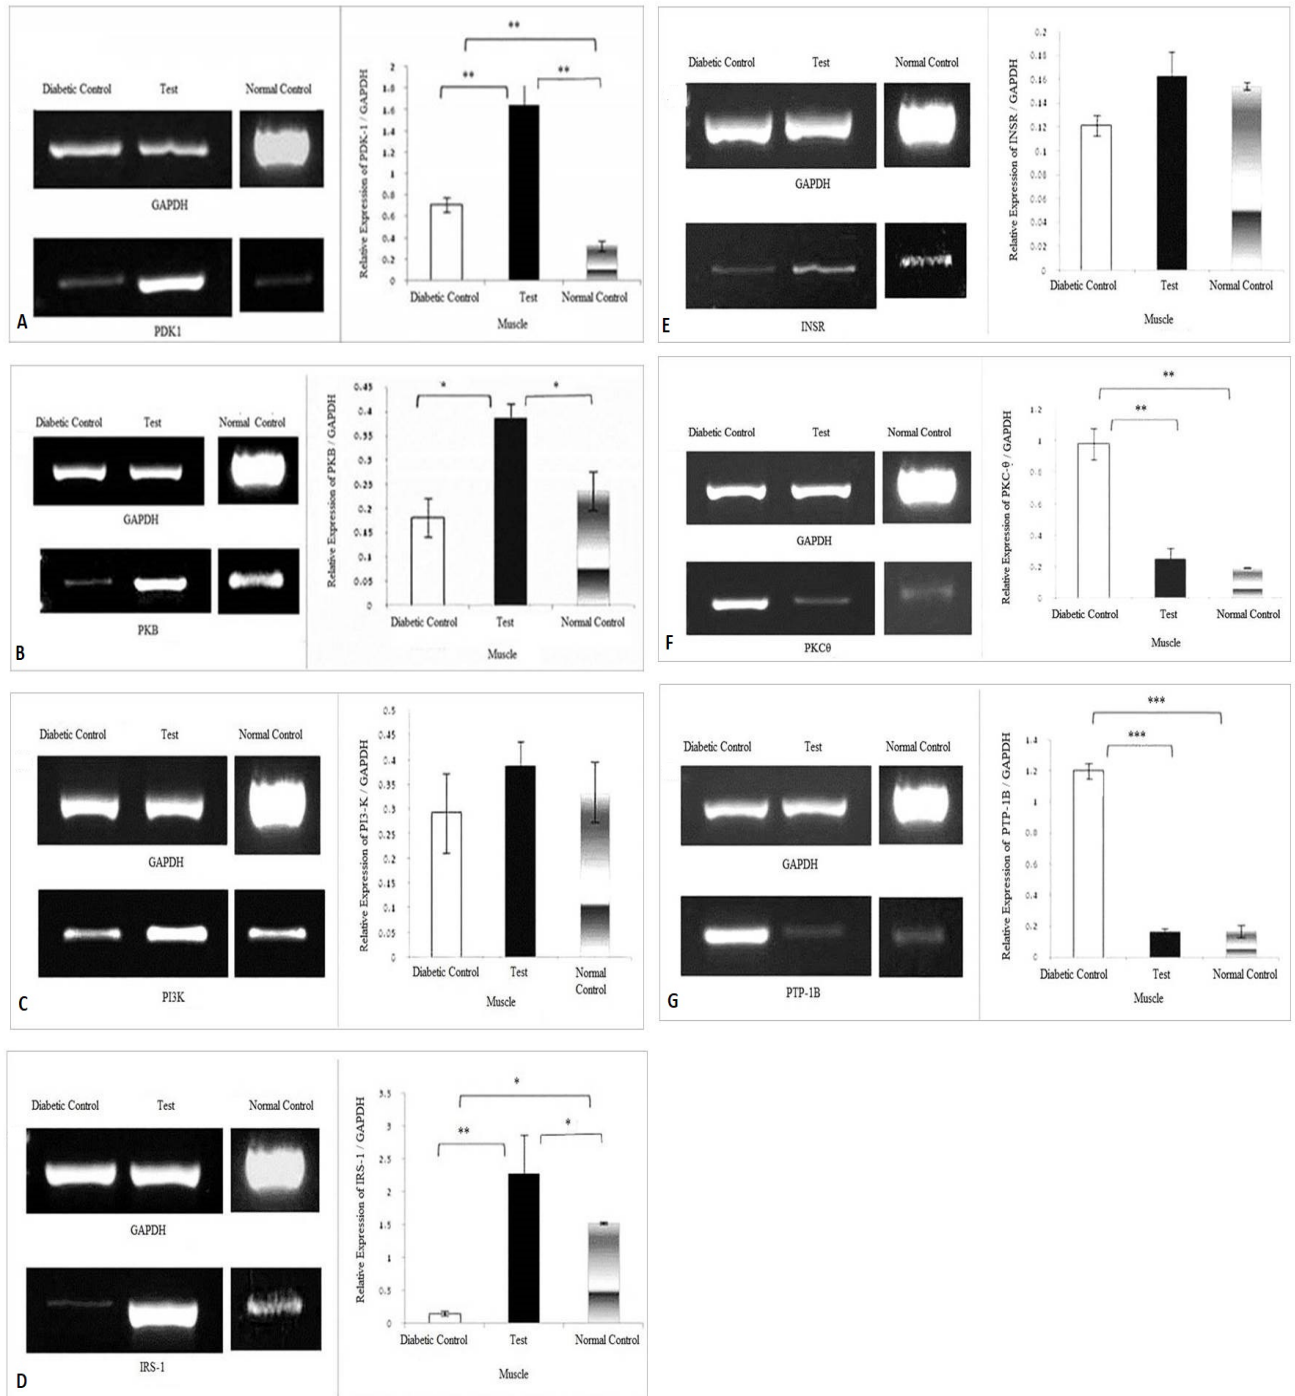 Diabetic Control Test Normal Control
GAPDH
PDK1
A
**
** **
Relative Expression of PDK-1 / GAPDH
2
1.8
1.6
1.4
1.2
1
0.8
0.6
0.4
0.2
0
Diabetic Control Test Normal Control
Muscle
Diabetic Control Test Normal Control
GAPDH
PKB
B
* *
Relative Expression of PKB / GAPDH
0.45
0.4
0.35
0.3
0.25
0.2
0.15
0.1
0.05
0
Diabetic Control Test Normal Control
Muscle
Diabetic Control Test Normal Control
GAPDH
PI3K
C
Relative Expression of PI3-K / GAPDH
0.5
0.45
0.4
0.35
0.3
0.25
0.2
0.15
0.1
0.05
0
Diabetic Control Test Normal
Control
Muscle
Diabetic Control Test Normal Control
GAPDH
IRS-1
D
*
** *
Relative Expression of IRS-1 / GAPDH
3.5
3
2.5
2
1.5
1
0.5
0
Diabetic Control Test Normal Control
Muscle
Diabetic Control Test Normal Control
GAPDH
INSR
E
Relative Expression of INSR / GAPDH
0.2
0.18
0.16
0.14
0.12
0.1
0.08
0.06
0.04
0.02
0
Diabetic Control Test Normal Control
Muscle
Diabetic Control Test Normal Control
GAPDH
PKCθ
F
**
**
Relative Expression of PKC-θ / GAPDH
1.2
1
0.8
0.6
0.4
0.2
0
Diabetic Control Test Normal Control
Muscle
Diabetic Control Test Normal Control
GAPDH
PTP-1B
G
***
***
Relative Expression of PTP-1B / GAPDH
1.4
1.2
1
0.8
0.6
0.4
0.2
0
Diabetic Control Test Normal Control
Muscle